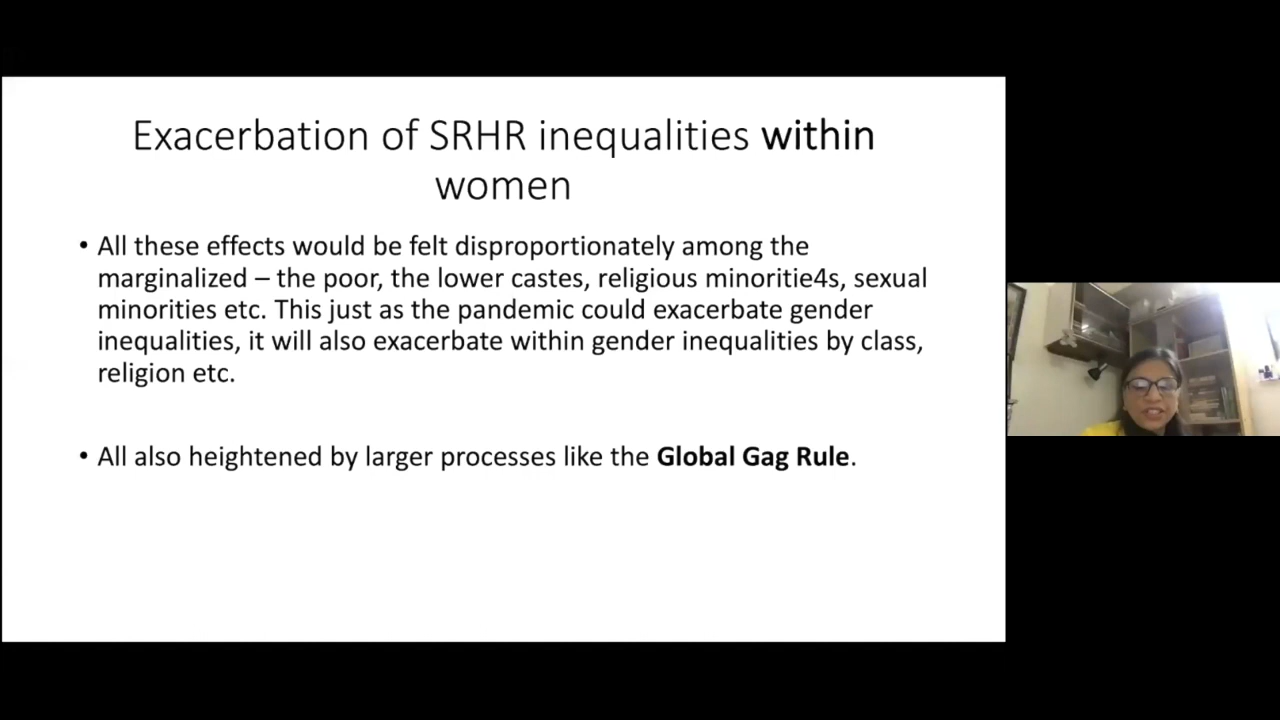 Exacerbation of SRHR inequalities within
women
• All these effects would be felt disproportionately among the
marginalized – the poor, the lower castes, religious minoritie4s, sexual
minorities etc. This just as the pandemic could exacerbate gender
inequalities, it will also exacerbate within gender inequalities by class,
religion etc.
• All also heightened by larger processes like the Global Gag Rule.